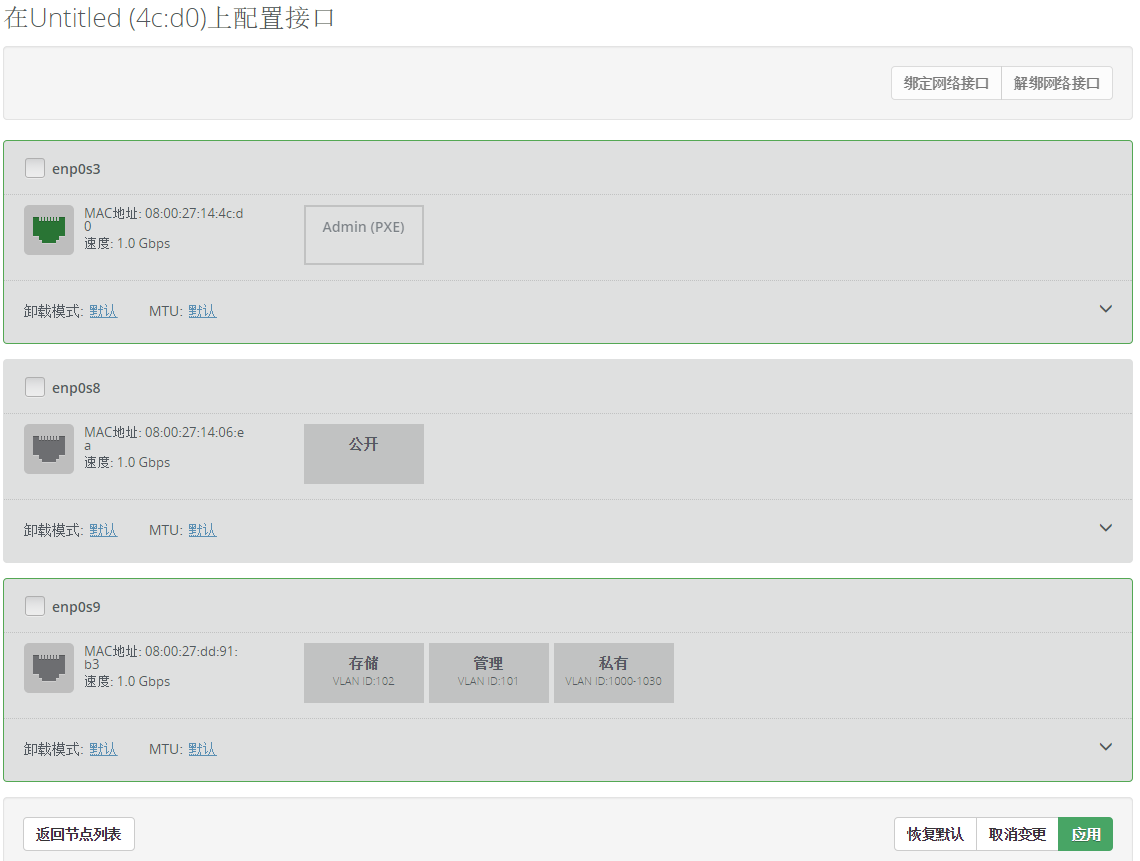 在Untitled (4c:d0)上配置接口
绑定网络接口 解绑网络接口
enp0s3
MAC地址: 08:00:27:14:4c:d
0
速度: 1.0 Gbps
Admin (PXE)
卸载模式: 默认 MTU: 默认
enp0s8
MAC地址: 08:00:27:14:06:e
a
速度: 1.0 Gbps
公开
卸载模式: 默认 MTU: 默认
enp0s9
MAC地址: 08:00:27:dd:91:
b3
速度: 1.0 Gbps
存储 管理 私有
VLAN ID:102 VLAN ID:101 VLAN ID:1000-1030
卸载模式: 默认 MTU: 默认
返回节点列表 恢复默认 取消变更 应用